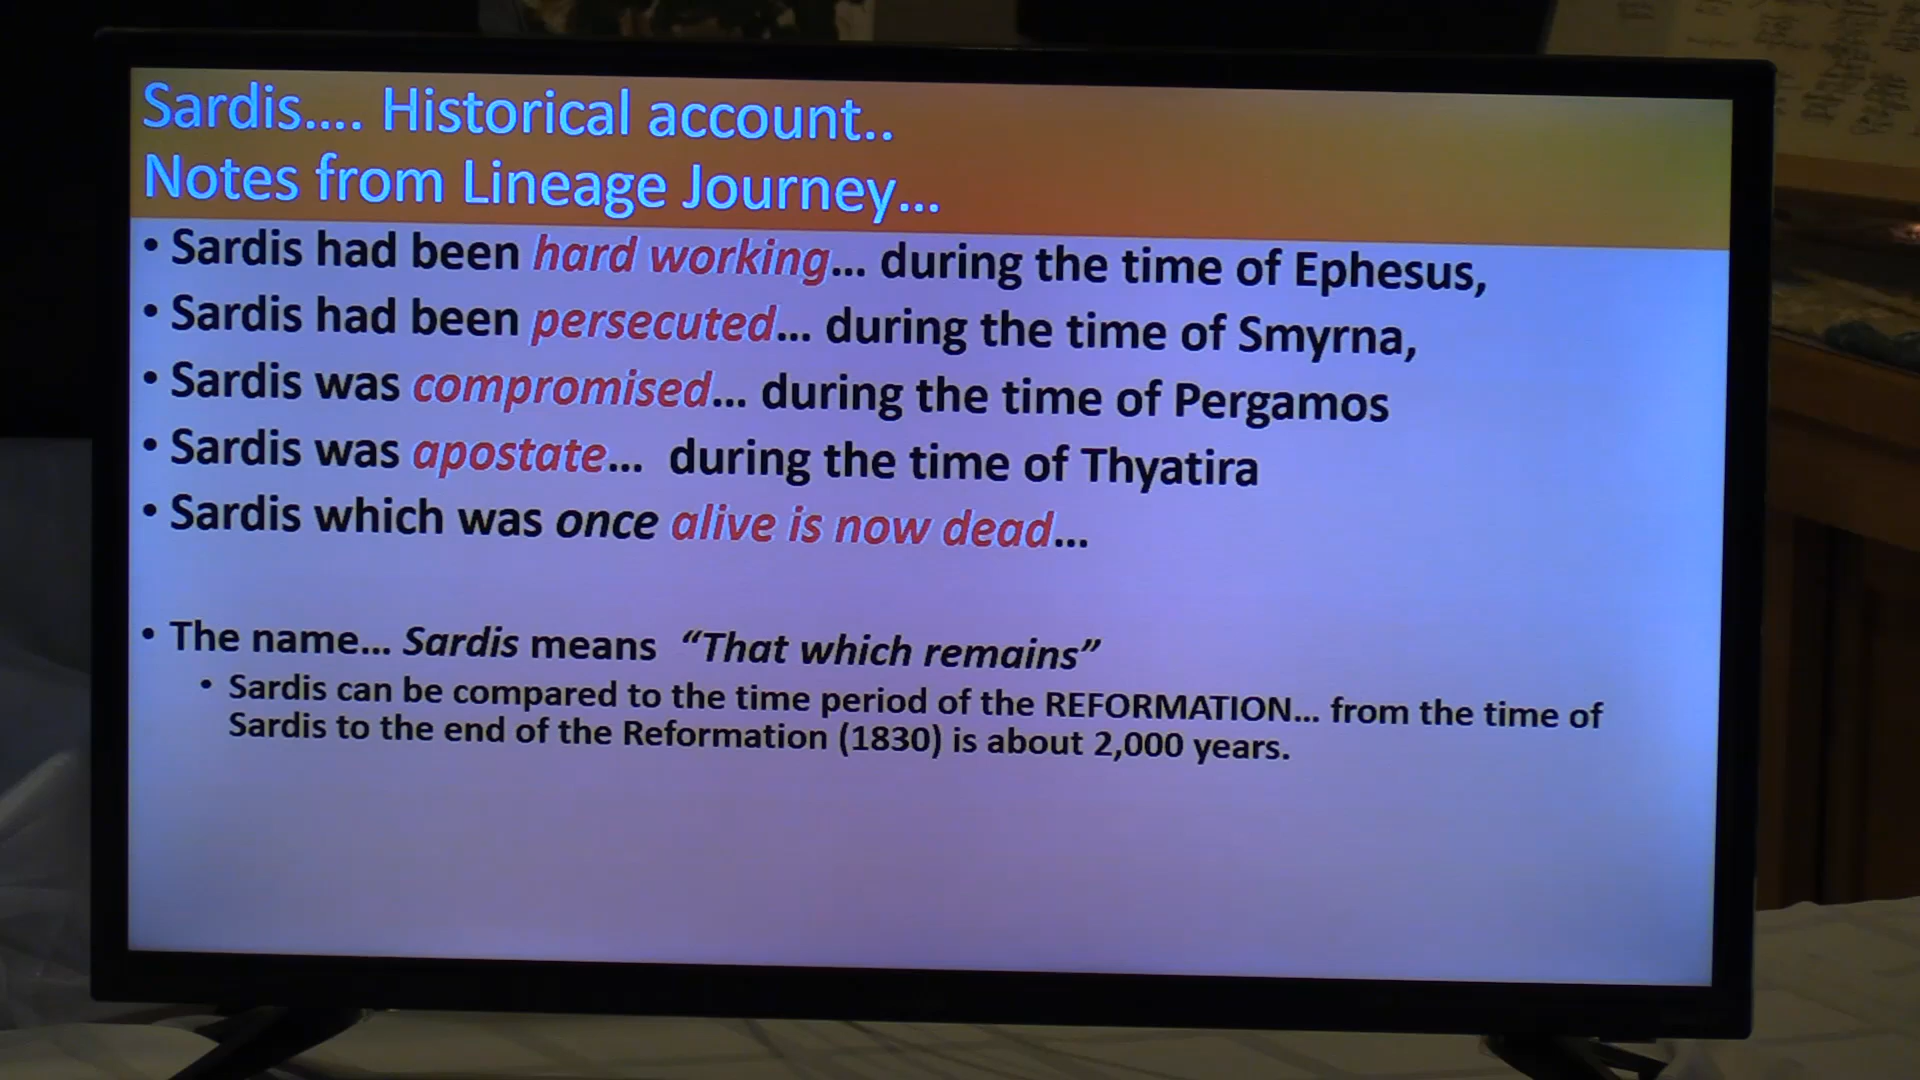 Sardis.... Historical account..
Notes from Lineage Journey...
• Sardis had been hard working... during the time of Ephesus,
• Sardis had been persecuted... during the time of Smyrna,
• Sardis was compromised... during the time of Pergamos
• Sardis was apostate... during the time of Thyatira
• Sardis which was once alive is now dead...
• The name... Sardis means “That which remains”
• Sardis can be compared to the time period of the REFORMATION... from the time of
Sardis to the end of the Reformation (1830) is about 2,000 years.